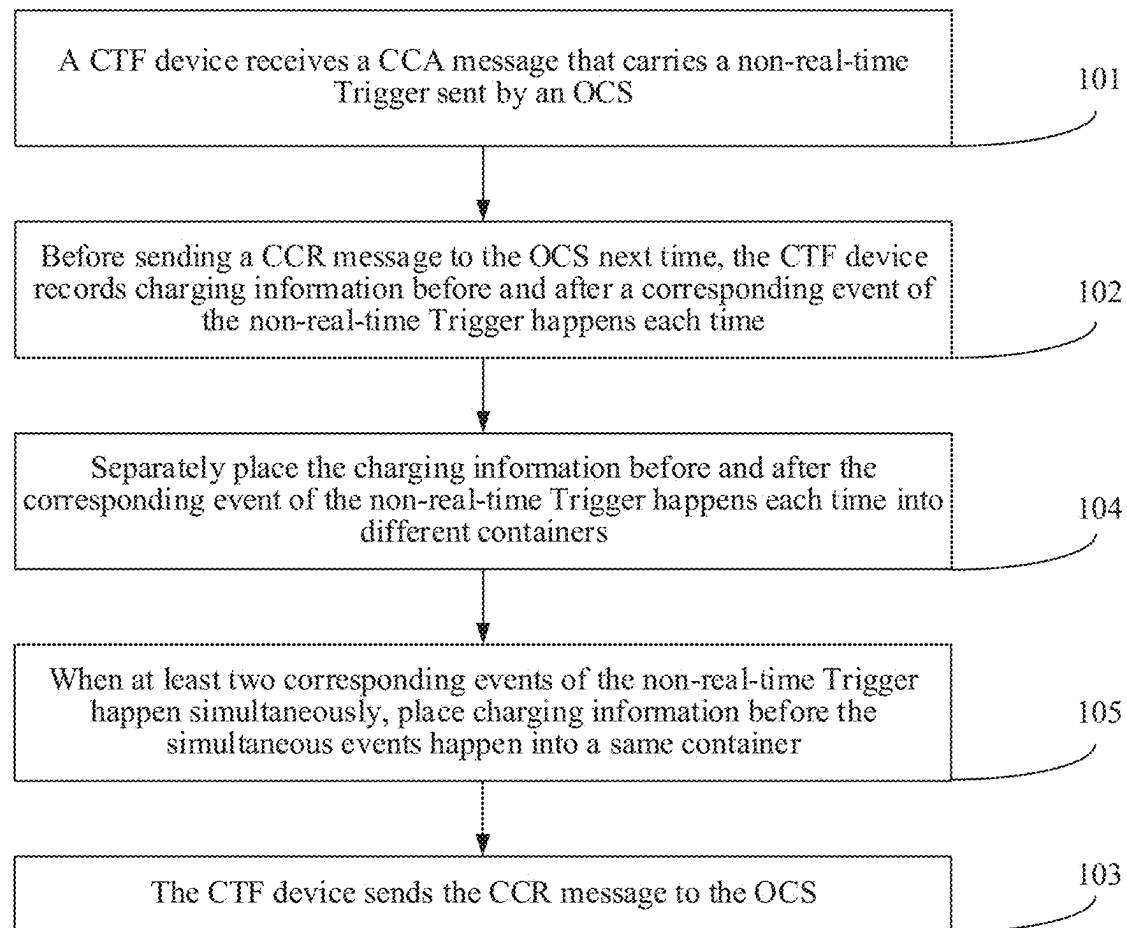 A CTF device receives a CCA message that carries a non-real-time
Trigger sent by an OCS
101
Before sending a CCR message to the OCS next time, the CTF device
records charging information before and after a corresponding event of
the non-real-time Trigger happens each time
102
Separately place the charging information before and after the
corresponding event of the non-real-time Trigger happens each time into
different containers
104
When at least two corresponding events of the non-real-time Trigger
happen simultaneously, place charging information before the
simultaneous events happen into a same container
105
The CTF device sends the CCR message to the OCS
103